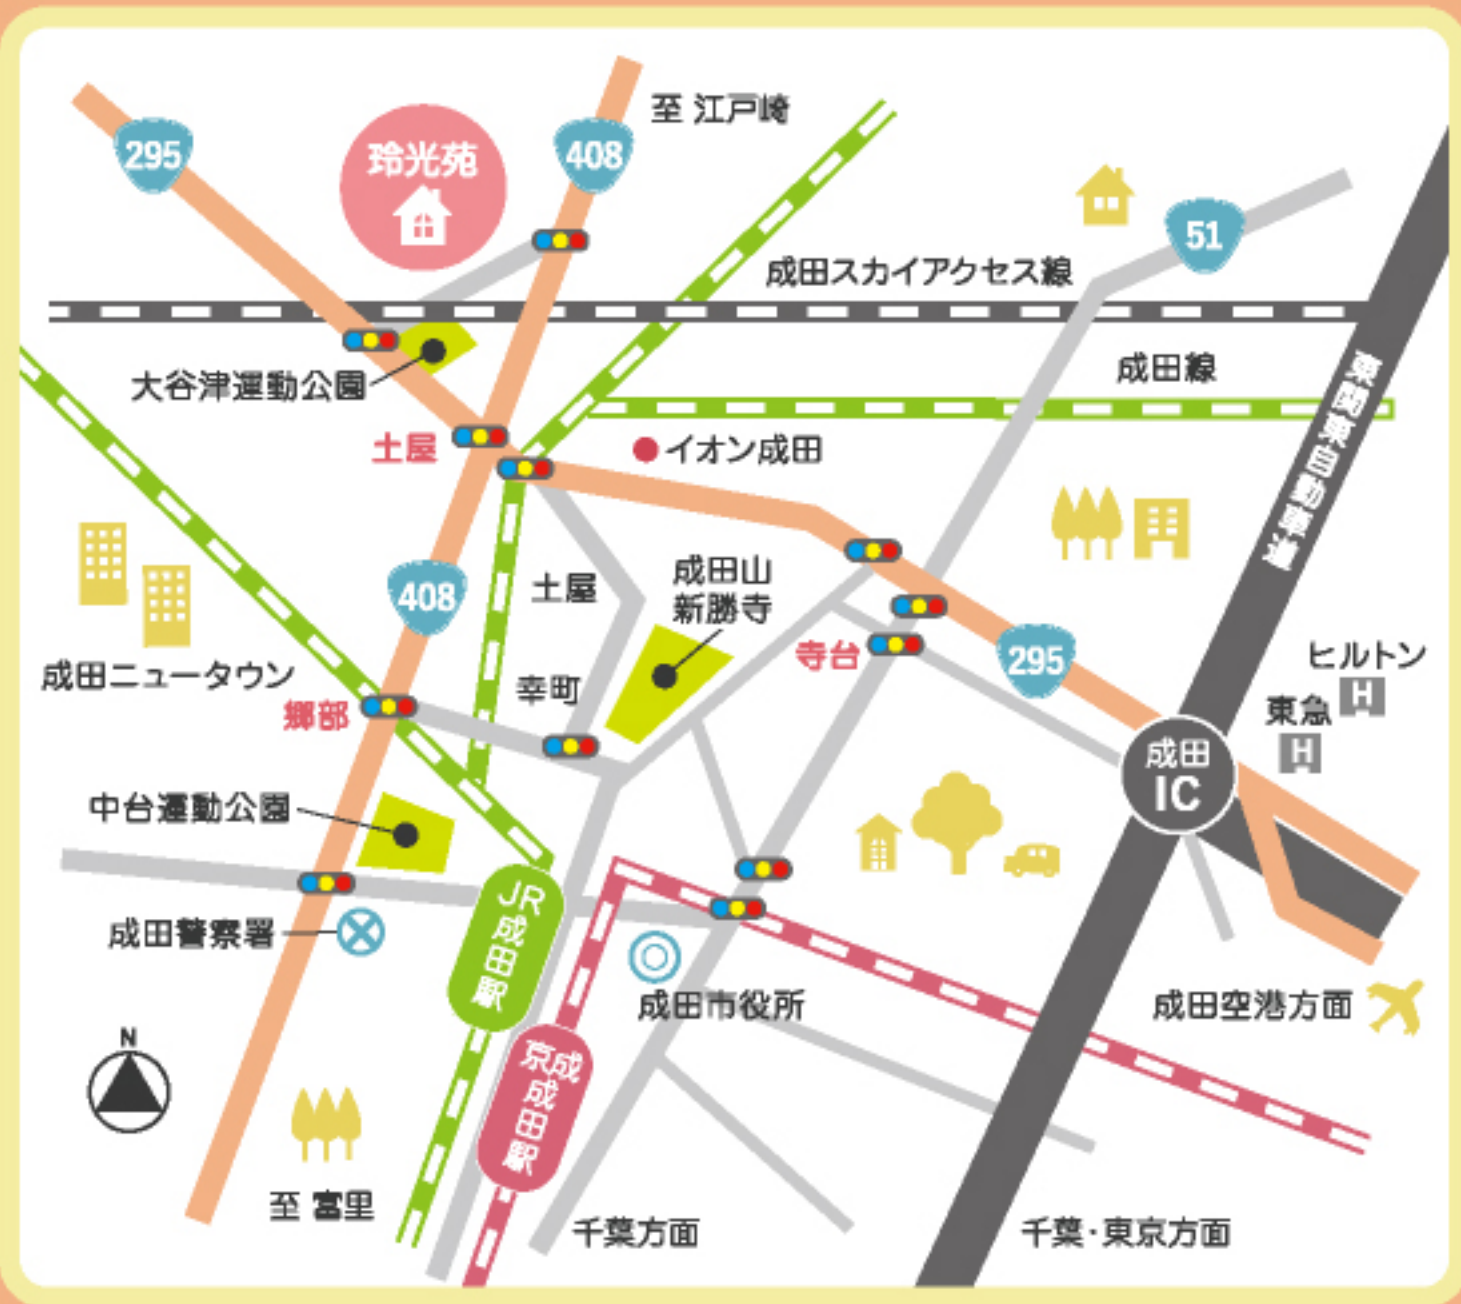 至 江戸崎
295
玲光苑
408
51
成田スカイアクセス線
成田線
大谷津運動公園
東関東自動車道
土屋
イオン成田
408
土屋
成田山
新勝寺
成田ニュータウン
幸町
寺台
295
ヒルトン
H
東急
H
郷部
成田
IC
中台運動公園
JR
成田駅
成田警察署
成田市役所
成田空港方面
N
京成
成田駅
至 富里
千葉方面
千葉・東京方面